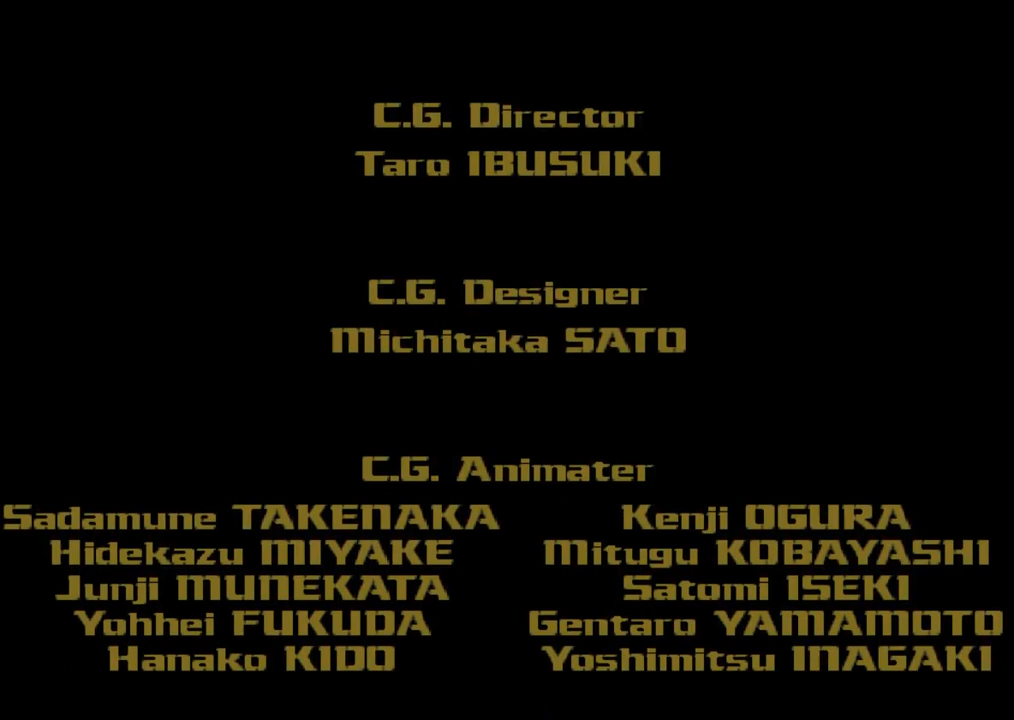 C.G. Director
Taro IBUSUKI
C.G. Designer
Michitaka SATO
C.G. Animater
Sadamune TAKENAKA
Kenji OGURA
Hidekazu MIYAKE
Mitugu KOBAYASHI
Junji MUNEKATA
Satomi ISEKI
Yohhei FUKUDA
Gentaro YAMAMOTO
Hanako KIDO
Yoshimitsu INAGAKI